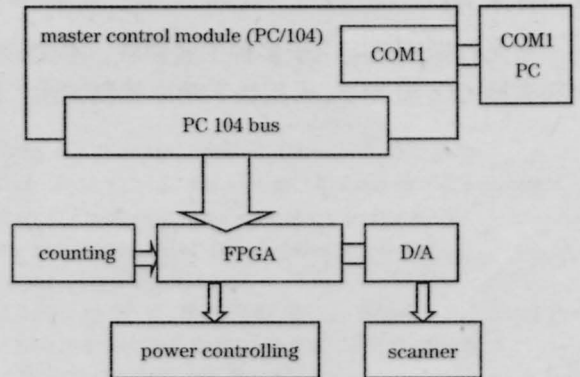 master control module (PC/104)
COM1
COM1
PC
PC 104 bus
counting
FPGA
D/A
power controlling
scanner